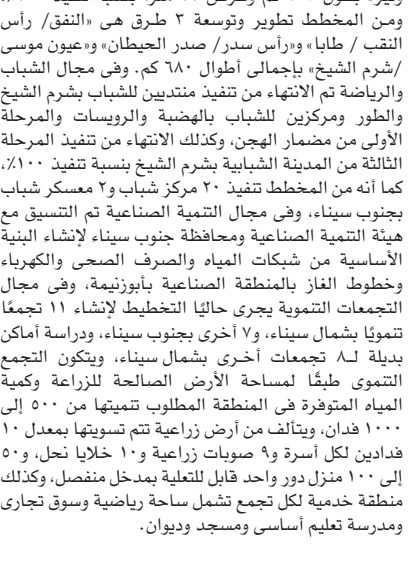 ومن المخطط تطوير وتوسعة ٣ طرق هى «النفق/ رأس
النقب / طابا» و«رأس سدر/ صدر الحيطان» و«عيون موسى
/شرم الشيخ» بإجمالى أطوال ٦٨٠ كم. وفى مجال الشباب
والرياضة تم الانتهاء من تنفيذ منتديين للشباب بشرم الشيخ
والطور ومركزين للشباب بالهضبة والرويسات والمرحلة
الأولى من مضمار الهجن، وكذلك الانتهاء من تنفيذ المرحلة
الثالثة من المدينة الشبابية بشرم الشيخ بنسبة تنفيذ ١٠٠٪،
كما أنه من المخطط تنفيذ ٢٠ مركز شباب و٢ معسكر شباب
بجنوب سيناء، وفى مجال التنمية الصناعية تم التنسيق مع
هيئة التنمية الصناعية ومحافظة جنوب سيناء لإنشاء البنية
الأساسية من شبكات المياه والصرف الصحى والكهرباء
وخطوط الغاز بالمنطقة الصناعية بأبوزنيمة، وفى مجال
التجمعات التنموية يجرى حاليًا التخطيط لإنشاء ١١ تجمعًا
تنمويًا بشمال سيناء، و٧ أخرى بجنوب سيناء، ودراسة أماكن
بديلة لـ٨ تجمعات أخرى بشمال سيناء، ويتكون التجمع
التنموى طبقًا لمساحة الأرض الصالحة للزراعة وكمية
المياه المتوفرة فى المنطقة المطلوب تنميتها من ٥٠٠ إلى
١٠٠٠ فدان، ويتألف من أرض زراعية تتم تسويتها بمعدل ١٠
فدادين لكل أسرة و٩ صوبات زراعية و١٠ خلايا نحل، و٥٠
إلى ١٠٠ منزل دور واحد قابل للتعلية بمدخل منفصل، وكذلك
منطقة خدمية لكل تجمع تشمل ساحة رياضية وسوق تجارى
ومدرسة تعليم أساسى ومسجد وديوان.